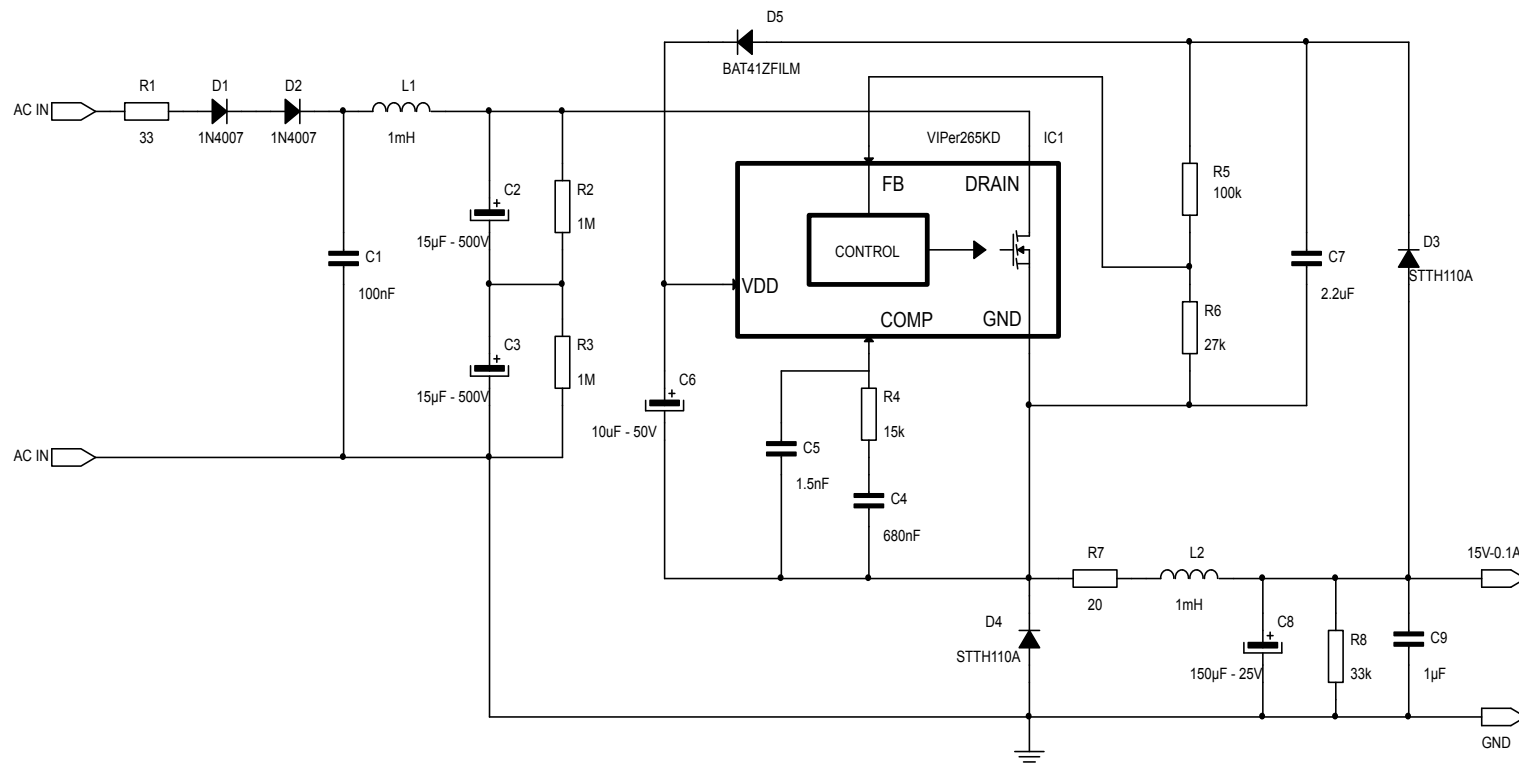 D5
BAT41ZFILM
AC IN
R1
33
D1
1N4007
D2
1N4007
L1
1mH
VIPer265KD
IC1
FB
DRAIN
CONTROL
VDD
COMP
GND
R5
100k
C2
+
15µF - 500V
R2
1M
C1
100nF
C7
2.2uF
D3
STTH110A
R6
27k
C3
+
15µF - 500V
R3
1M
C6
+
10uF - 50V
R4
15k
C5
1.5nF
C4
680nF
AC IN
R7
20
L2
1mH
15V-0.1A
D4
STTH110A
C8
+
150µF - 25V
R8
33k
C9
1µF
GND